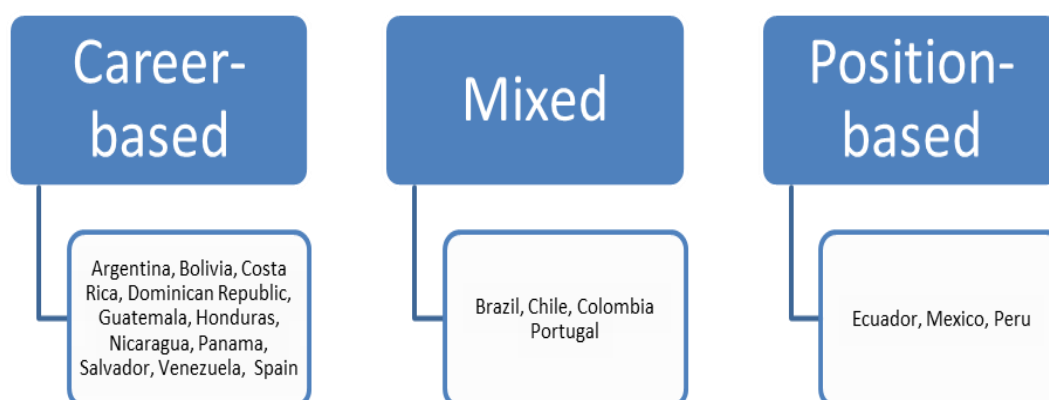 Career-
based
Argentina, Bolivia, Costa
Rica, Dominican Republic,
Guatemala, Honduras,
Nicaragua, Panama,
Salvador, Venezuela, Spain
Mixed
Brazil, Chile, Colombia
Portugal
Position-
based
Ecuador, Mexico, Peru